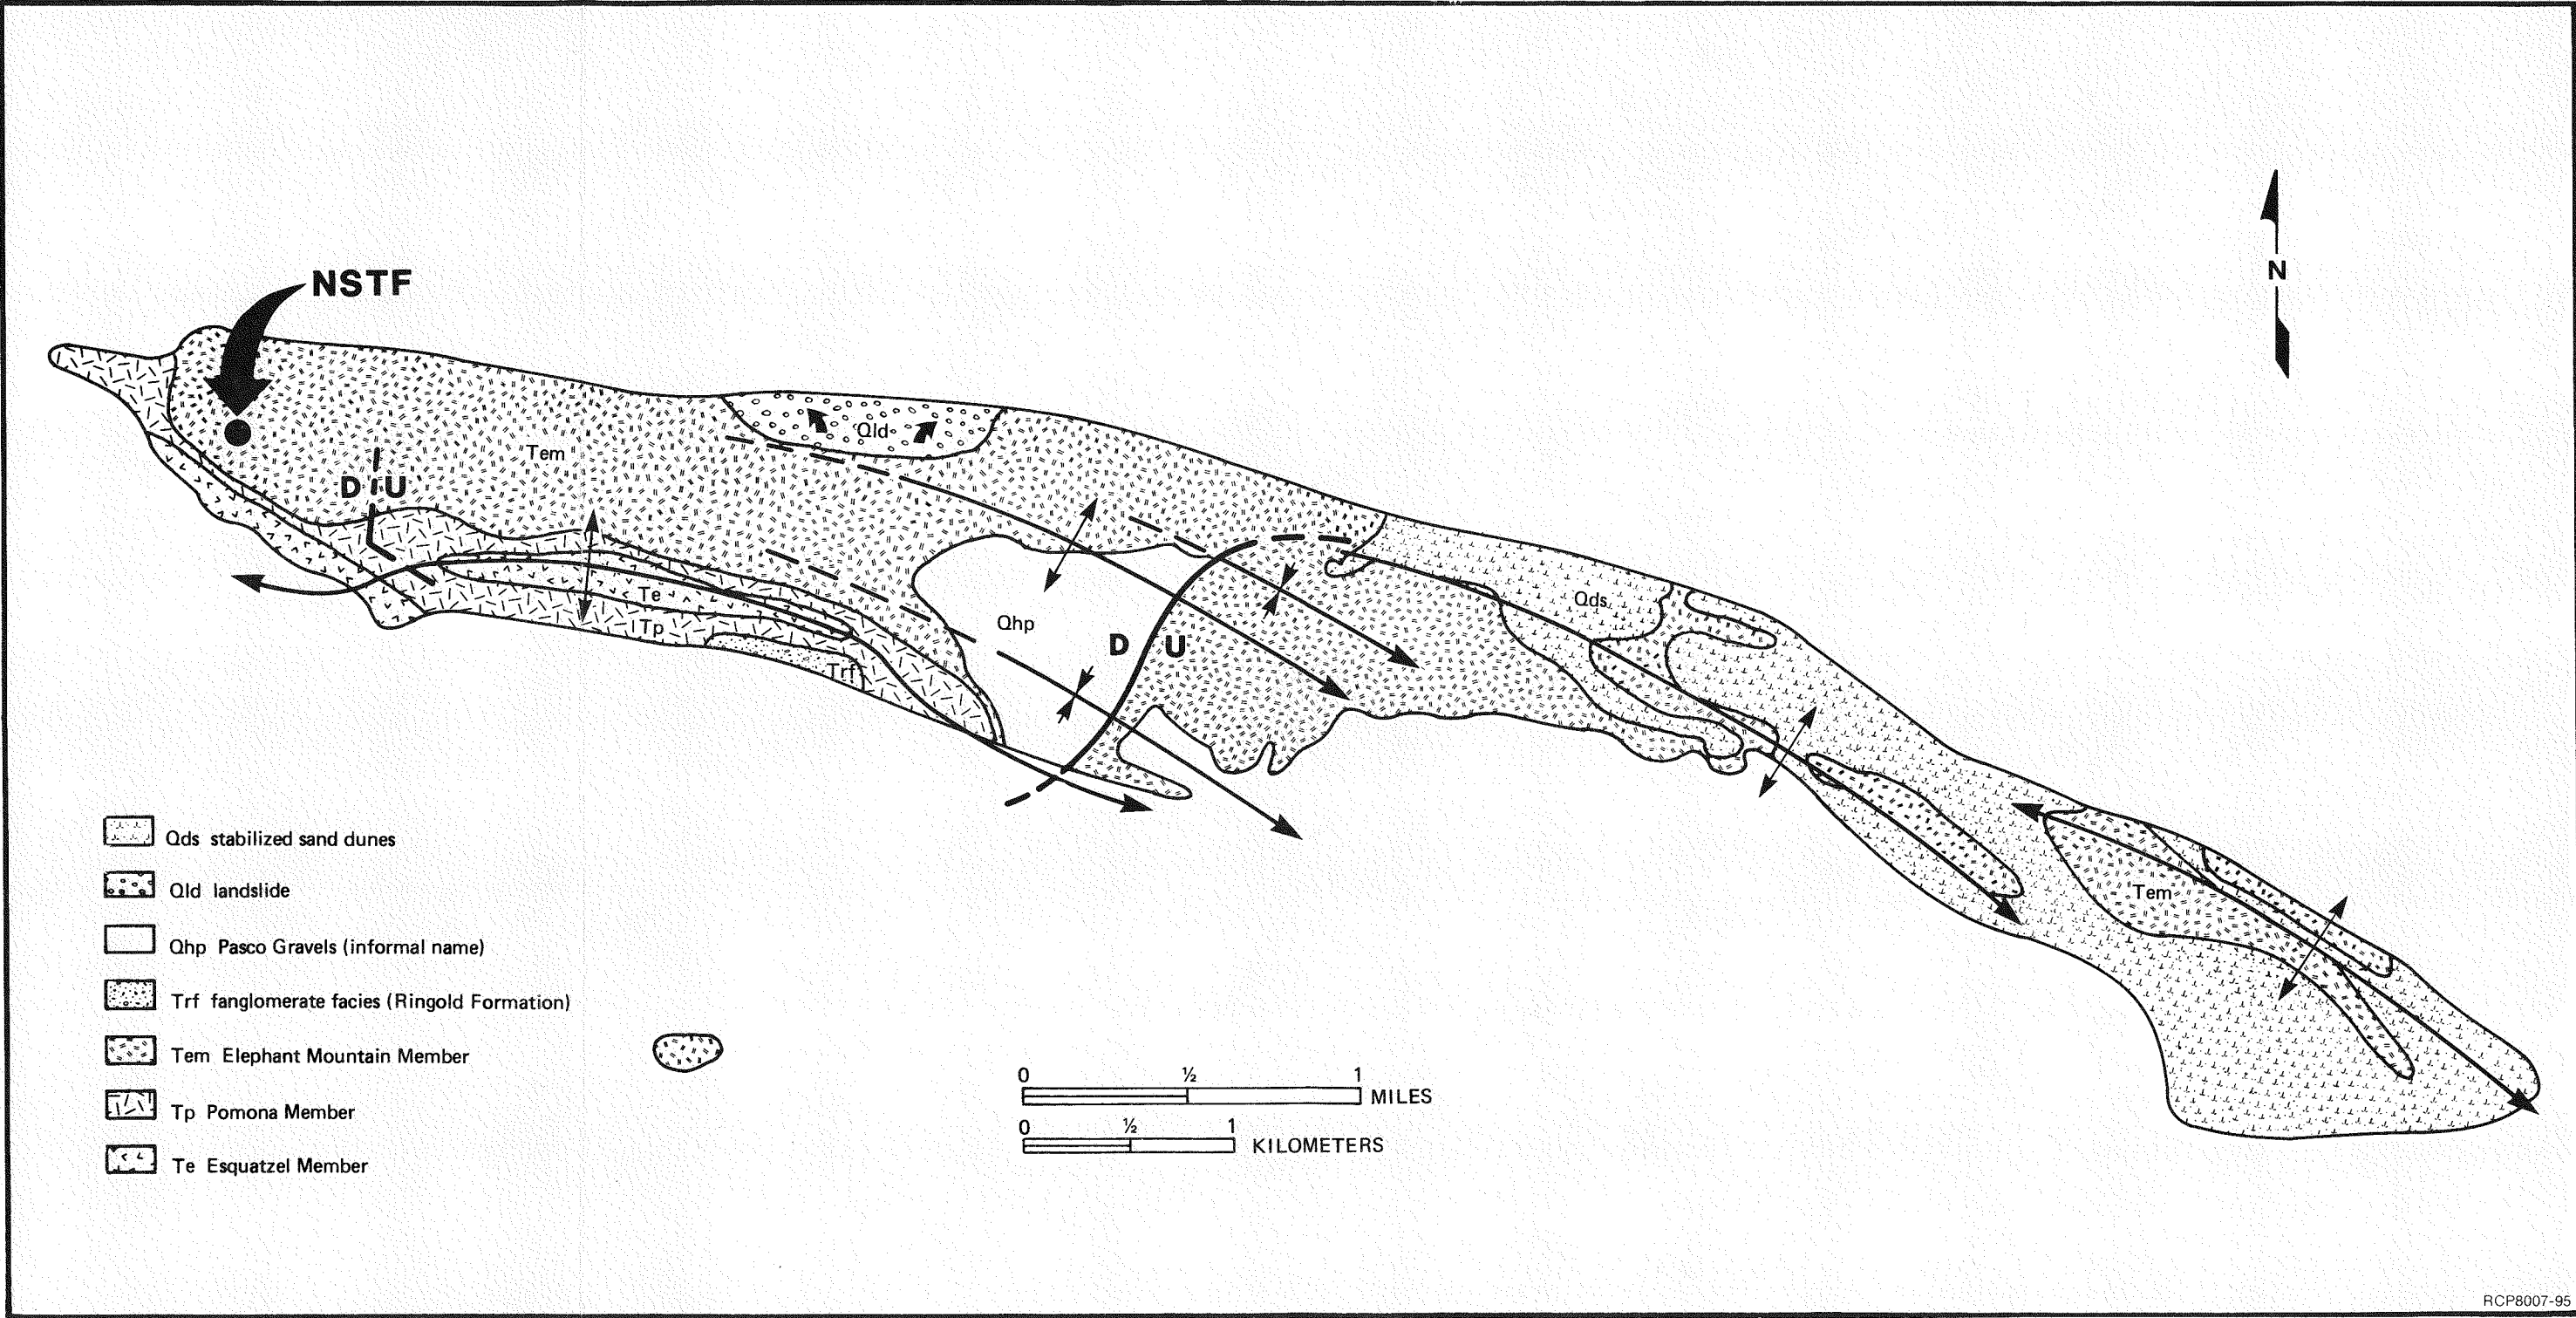 NSTF
N
Qld
Tem
D U
Qds
Te
Qhp
Tp
D U
Trf
Qds stabilized sand dunes
Qld landslide
Tem
Qhp Pasco Gravels (informal name)
Trf fanglomerate facies (Ringold Formation)
Tem Elephant Mountain Member
0 ½ 1
MILES
Tp Pomona Member
0 ½ 1
KILOMETERS
Te Esquatzel Member
RCP8007-95